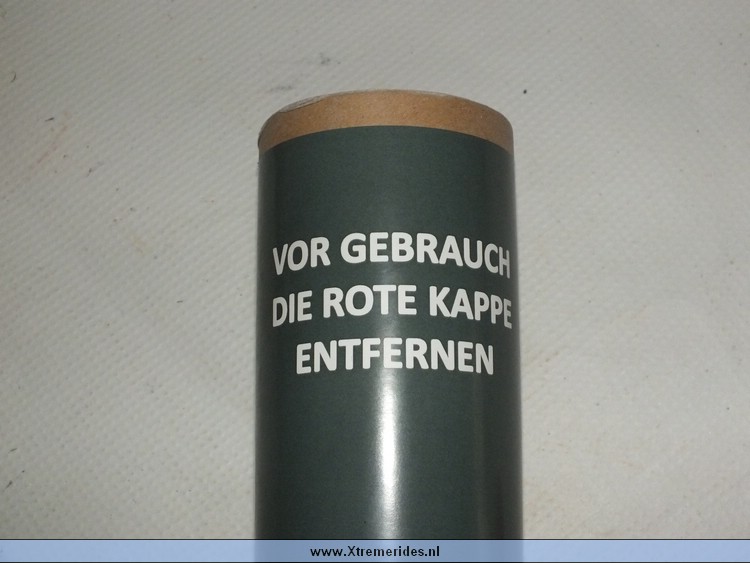 VOR GEBRAUCH
DIE ROTE KAPPE
ENTFERNEN
www.Xtremerides.nl